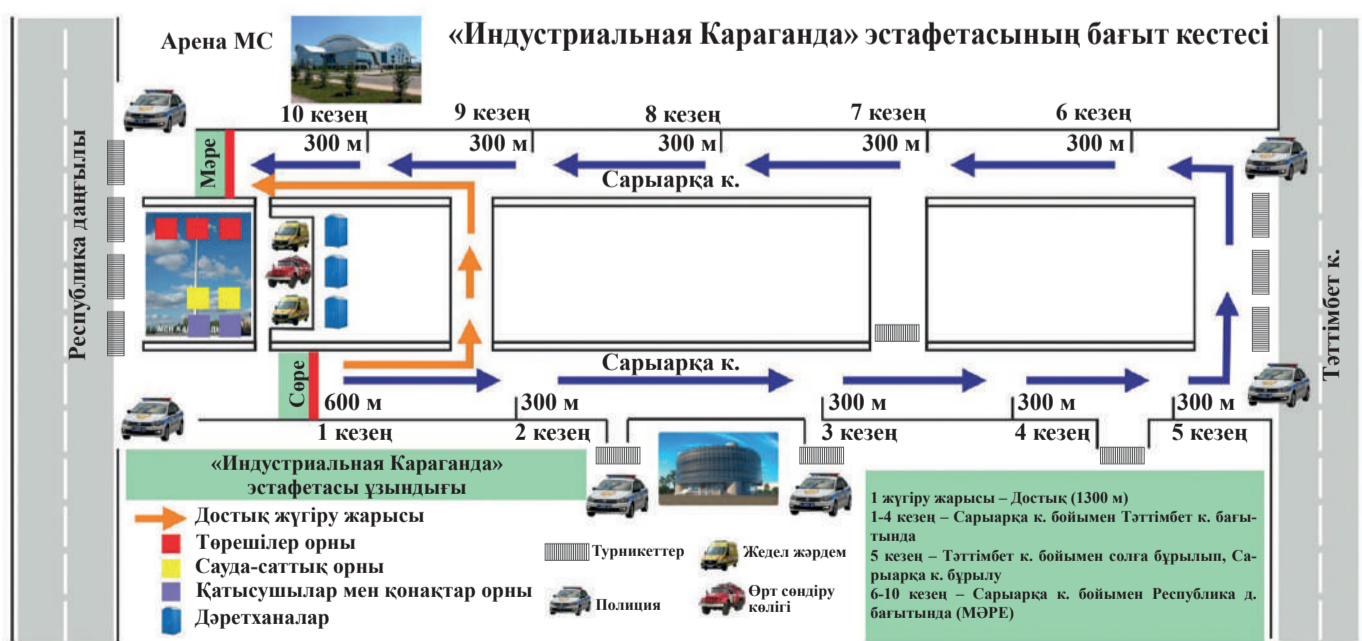 Арена МС
«Индустриальная Караганда» эстафетасының бағыт кестесі
10 кезең
9 кезең
8 кезең
7 кезең
6 кезең
300 м
300 м
300 м
300 м
300 м
Сарыарқа к.
Мәре
Республика даңғылы
Тәттімбет к.
Сөре
Сарыарқа к.
600 м
300 м
300 м
300 м
300 м
1 кезең
2 кезең
3 кезең
4 кезең
5 кезең
«Индустриальная Караганда»
эстафетасы ұзындығы
Достық жүгіру жарысы
Төрешілер орны
Сауда-саттық орны
Қатысушылар мен қонақтар орны
Дәретханалар
Турникеттер
Полиция
Жедел жәрдем
Өрт сөндіру
көлігі
1 жүгіру жарысы – Достық (1300 м)
1-4 кезең – Сарыарқа к. бойымен Тәттімбет к. бағы-
тында
5 кезең – Тәттімбет к. бойымен солға бұрылып, Са-
рыарқа к. бұрылу
6-10 кезең – Сарыарқа к. бойымен Республика д.
бағытында (МӘРЕ)